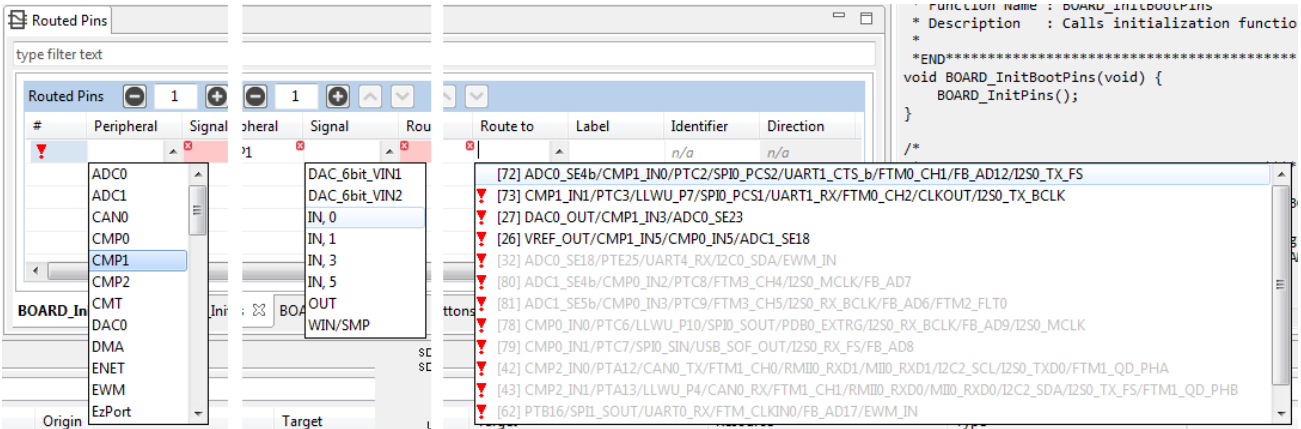 Routed Pins
type filter text
Routed Pins 1 1
# Peripheral Signal Signal Route to Label Identifier Direction
n/a n/a
ADC0
ADC1
CAN0
CMP0
CMP1
CMP2
CMT
DAC0
DMA
ENET
EWM
EzPort
DAC_6bit_VIN1
DAC_6bit_VIN2
IN, 0
IN, 1
IN, 3
IN, 5
OUT
WIN/SMP
[72] ADC0_SE4b/CMP1_IN0/PTC2/SPI0_PCS2/UART1_CTS_b/FTM0_CH1/FB_AD12/I2S0_TX_FS
[73] CMP1_IN1/PTC3/LLWU_P7/SPI0_PCS1/UART1_RX/FTM0_CH2/CLKOUT/I2S0_TX_BCLK
[27] DAC0_OUT/CMP1_IN3/ADC0_SE23
[26] VREF_OUT/CMP1_IN5/CMP0_IN5/ADC1_SE18
[32] ADC0_SE18/PTE25/UART4_RX/I2C0_SDA/EWM_IN
[80] ADC1_SE4b/CMP0_IN2/PTC8/FTM3_CH4/I2S0_MCLK/FB_AD7
[81] ADC1_SE5b/CMP0_IN3/PTC9/FTM3_CH5/I2S0_RX_BCLK/FB_AD6/FTM2_FLT0
[78] CMP0_IN0/PTC6/LLWU_P10/SPI0_SOUT/PDB0_EXTRG/I2S0_RX_BCLK/FB_AD9/I2S0_MCLK
[79] CMP0_IN1/PTC7/SPI0_SIN/USB_SOF_OUT/I2S0_RX_FS/FB_AD8
[42] CMP2_IN0/PTA12/CAN0_TX/FTM1_CH0/RMII0_RXD1/MII0_RXD1/I2C2_SCL/I2S0_TXD0/FTM1_QD_PHA
[43] CMP2_IN1/PTA13/LLWU_P4/CAN0_RX/FTM1_CH1/RMII0_RXD0/MII0_RXD0/I2C2_SDA/I2S0_TX_FS/FTM1_QD_PHB
[62] PTB16/SPI1_SOUT/UART0_RX/FTM_CLKIN0/FB_AD17/EWM_IN
Origin Target
* Function Name : BOARD_InitBootPins
* Description : Calls initialization functio
*
*END******************************************
void BOARD_InitBootPins(void) {
BOARD_InitPins();
}
/*